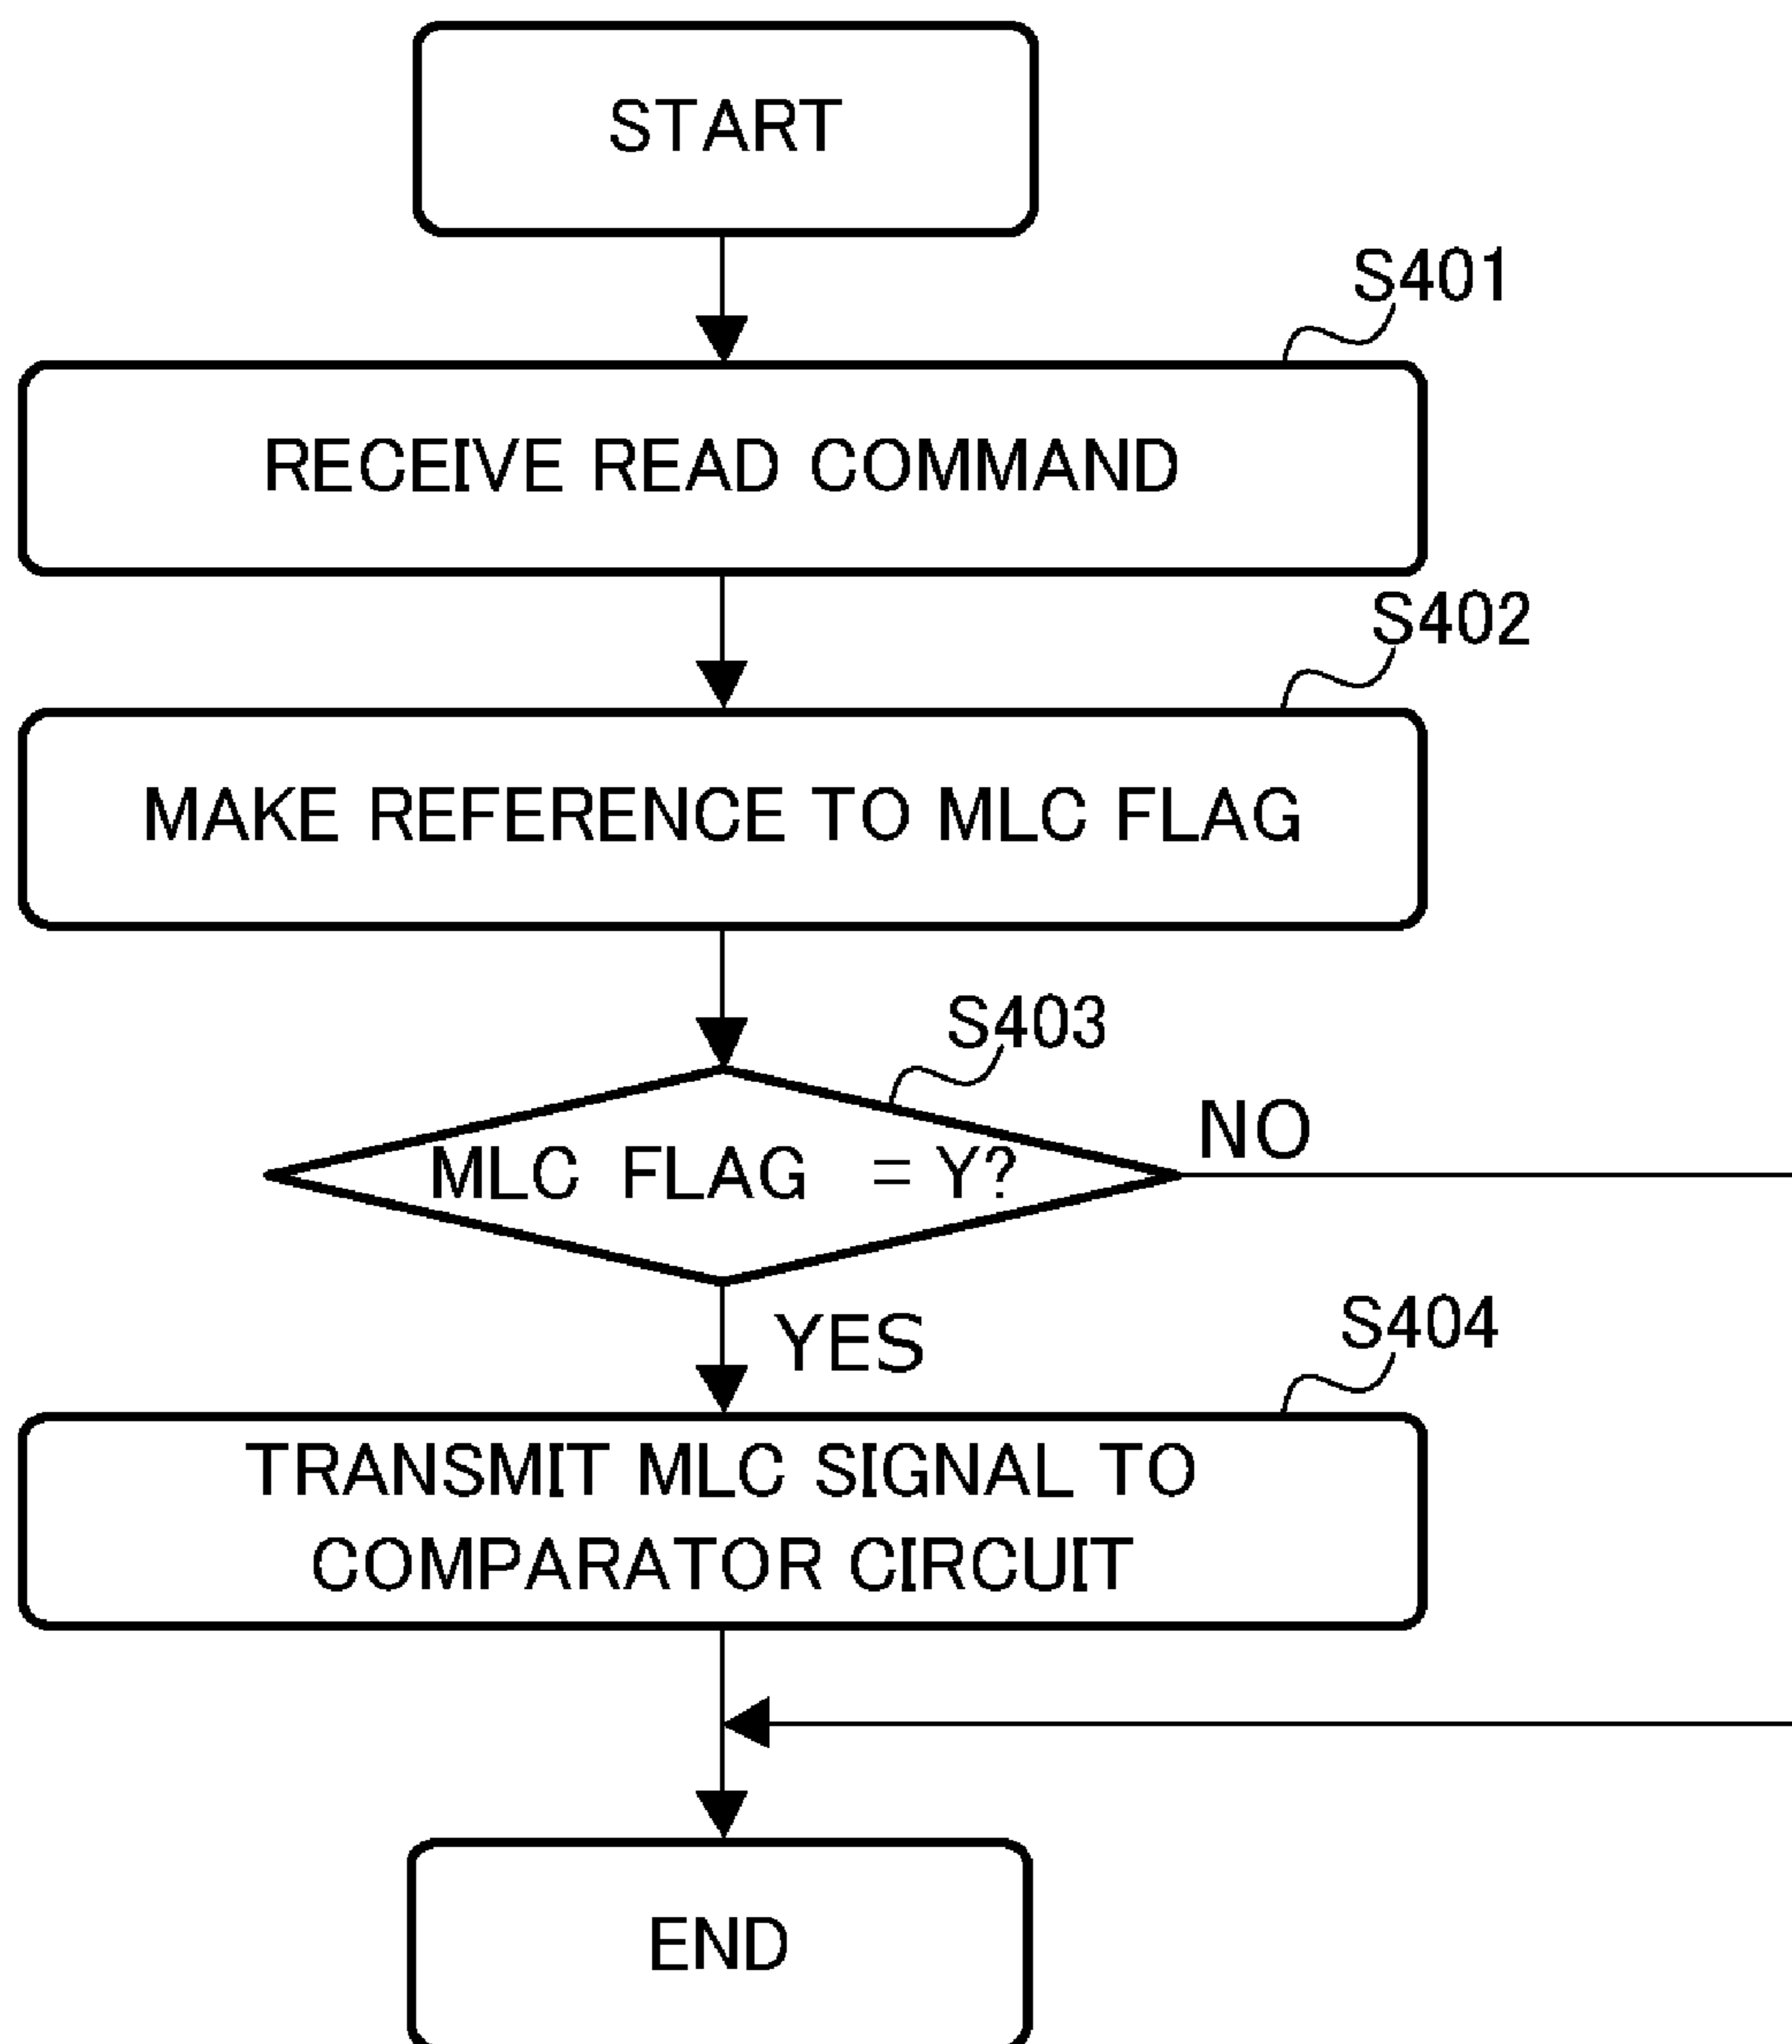 START
S401
RECEIVE READ COMMAND
S402
MAKE REFERENCE TO MLC FLAG
S403
MLC FLAG = Y?
NO
YES
S404
TRANSMIT MLC SIGNAL TO
COMPARATOR CIRCUIT
END